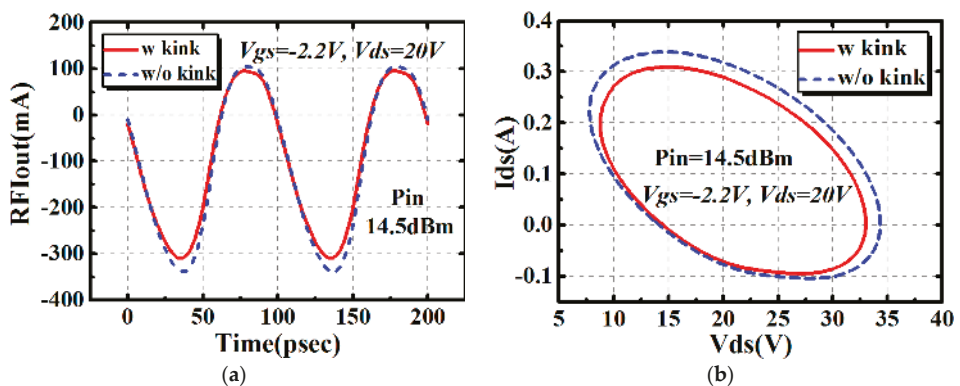 200
100
0
-100
-200
-300
-400
RFIout(mA)
w kink
w/o kink
Vgs=-2.2V, Vds=20V
Pin
14.5dBm
0
50
100
150
200
Time(psec)
(a)
0.4
0.3
0.2
0.1
0.0
-0.1
Ids(A)
w kink
w/o kink
Pin=14.5dBm
Vgs=-2.2V, Vds=20V
5
10
15
20
25
30
35
40
Vds(V)
(b)